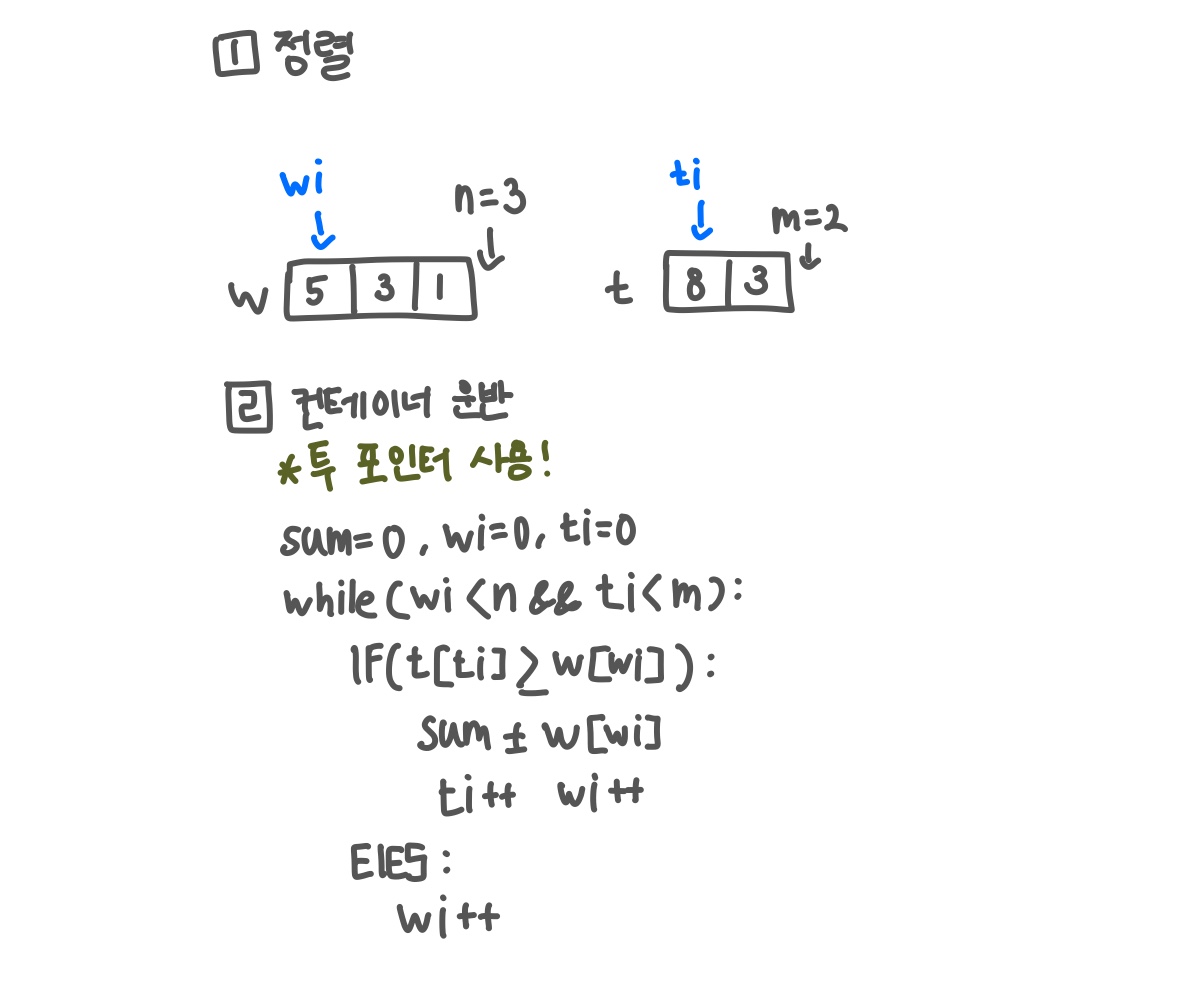 1 정렬
wi
ti
n=3
m=2
w 5 3 1
t 8 3
2 컨테이너 운반
*투 포인터 사용!
sum=0, wi=0, ti=0
while(wi<n && ti<m):
IF(t[ti]≥w[wi]):
sum ± w[wi]
ti++ wi++
ElES:
wi++